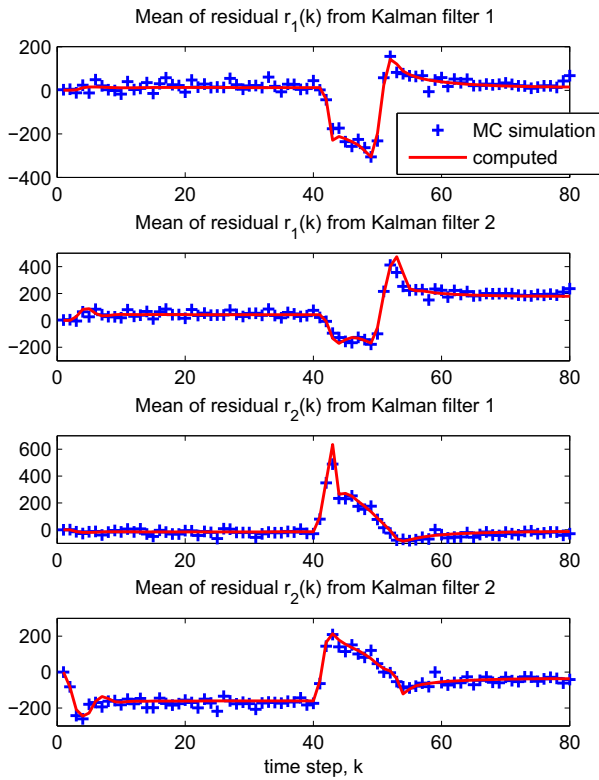 Mean of residual r₁(k) from Kalman filter 1
200
0
−200
−400
0 20 40 60 80
MC simulation
computed
Mean of residual r₁(k) from Kalman filter 2
400
200
0
−200
0 20 40 60 80
Mean of residual r₂(k) from Kalman filter 1
600
400
200
0
0 20 40 60 80
Mean of residual r₂(k) from Kalman filter 2
200
0
−200
0 20 40 60 80
time step, k